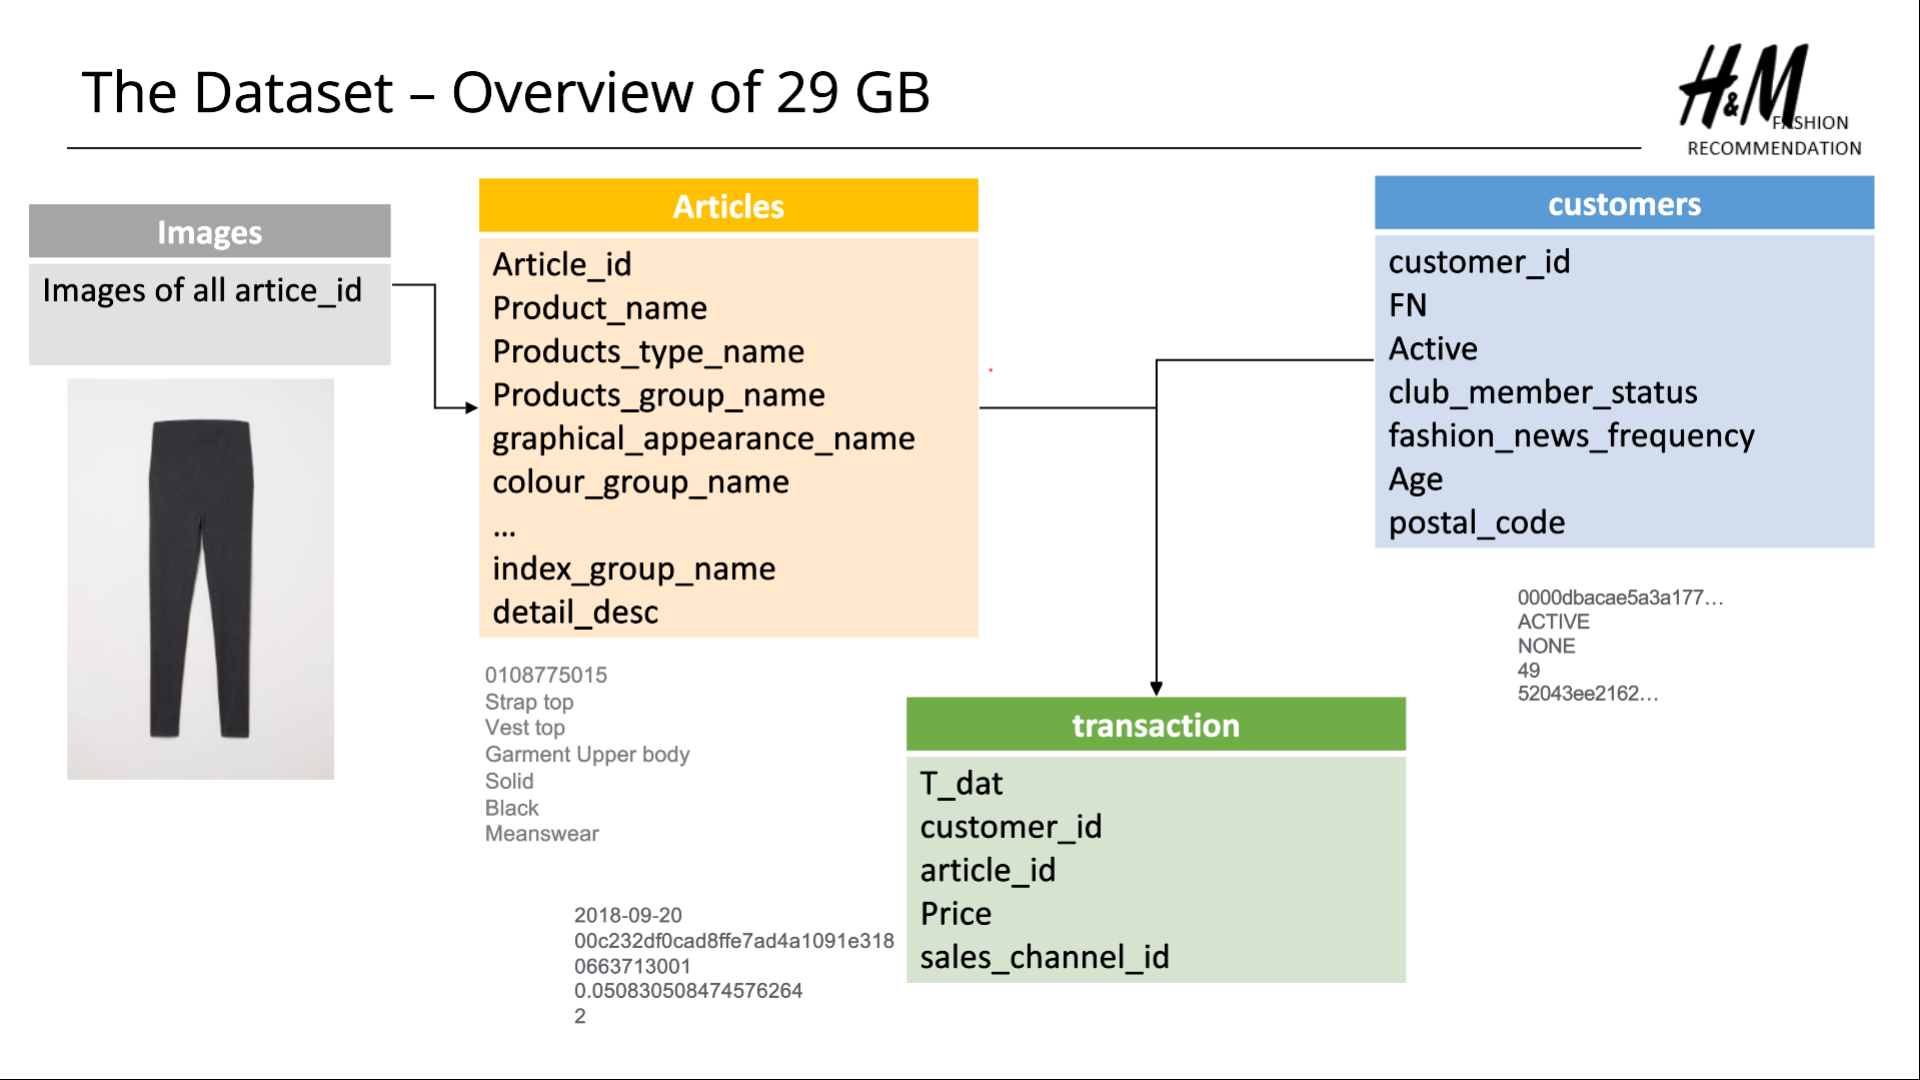 The Dataset – Overview of 29 GB
H&M
FASHION
RECOMMENDATION
Images
Images of all artice_id
Articles
Article_id
Product_name
Products_type_name
Products_group_name
graphical_appearance_name
colour_group_name
...
index_group_name
detail_desc
0108775015
Strap top
Vest top
Garment Upper body
Solid
Black
Meanswear
customers
customer_id
FN
Active
club_member_status
fashion_news_frequency
Age
postal_code
0000dbacae5a3a177...
ACTIVE
NONE
49
52043ee2162...
transaction
T_dat
customer_id
article_id
Price
sales_channel_id
2018-09-20
00c232df0cad8ffe7ad4a1091e318
0663713001
0.050830508474576264
2